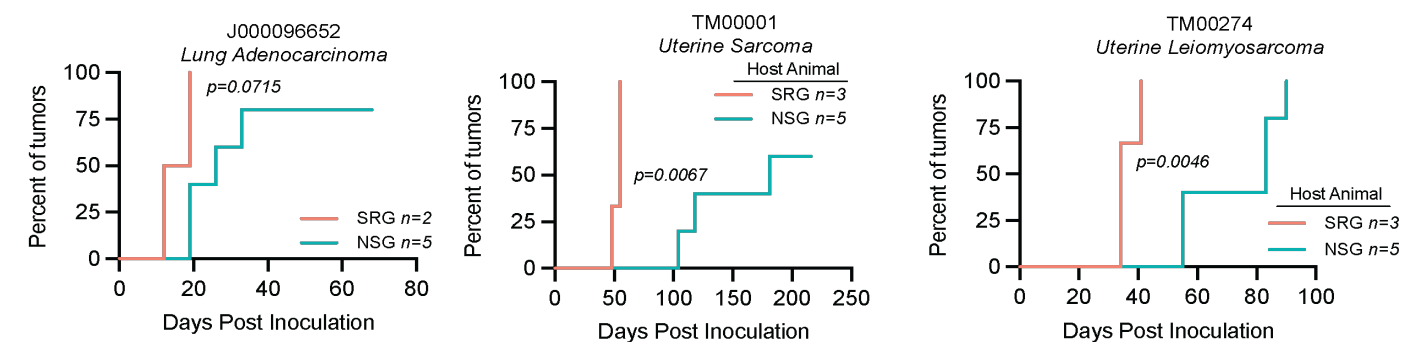 J000096652
Lung Adenocarcinoma
100
75
50
25
0
Percent of tumors
p=0.0715
SRG n=2
NSG n=5
0 20 40 60 80
Days Post Inoculation
TM00001
Uterine Sarcoma
Host Animal
SRG n=3
NSG n=5
100
75
50
25
0
Percent of tumors
p=0.0067
0 50 100 150 200 250
Days Post Inoculation
TM00274
Uterine Leiomyosarcoma
100
75
50
25
0
Percent of tumors
p=0.0046
Host Animal
SRG n=3
NSG n=5
0 20 40 60 80 100
Days Post Inoculation